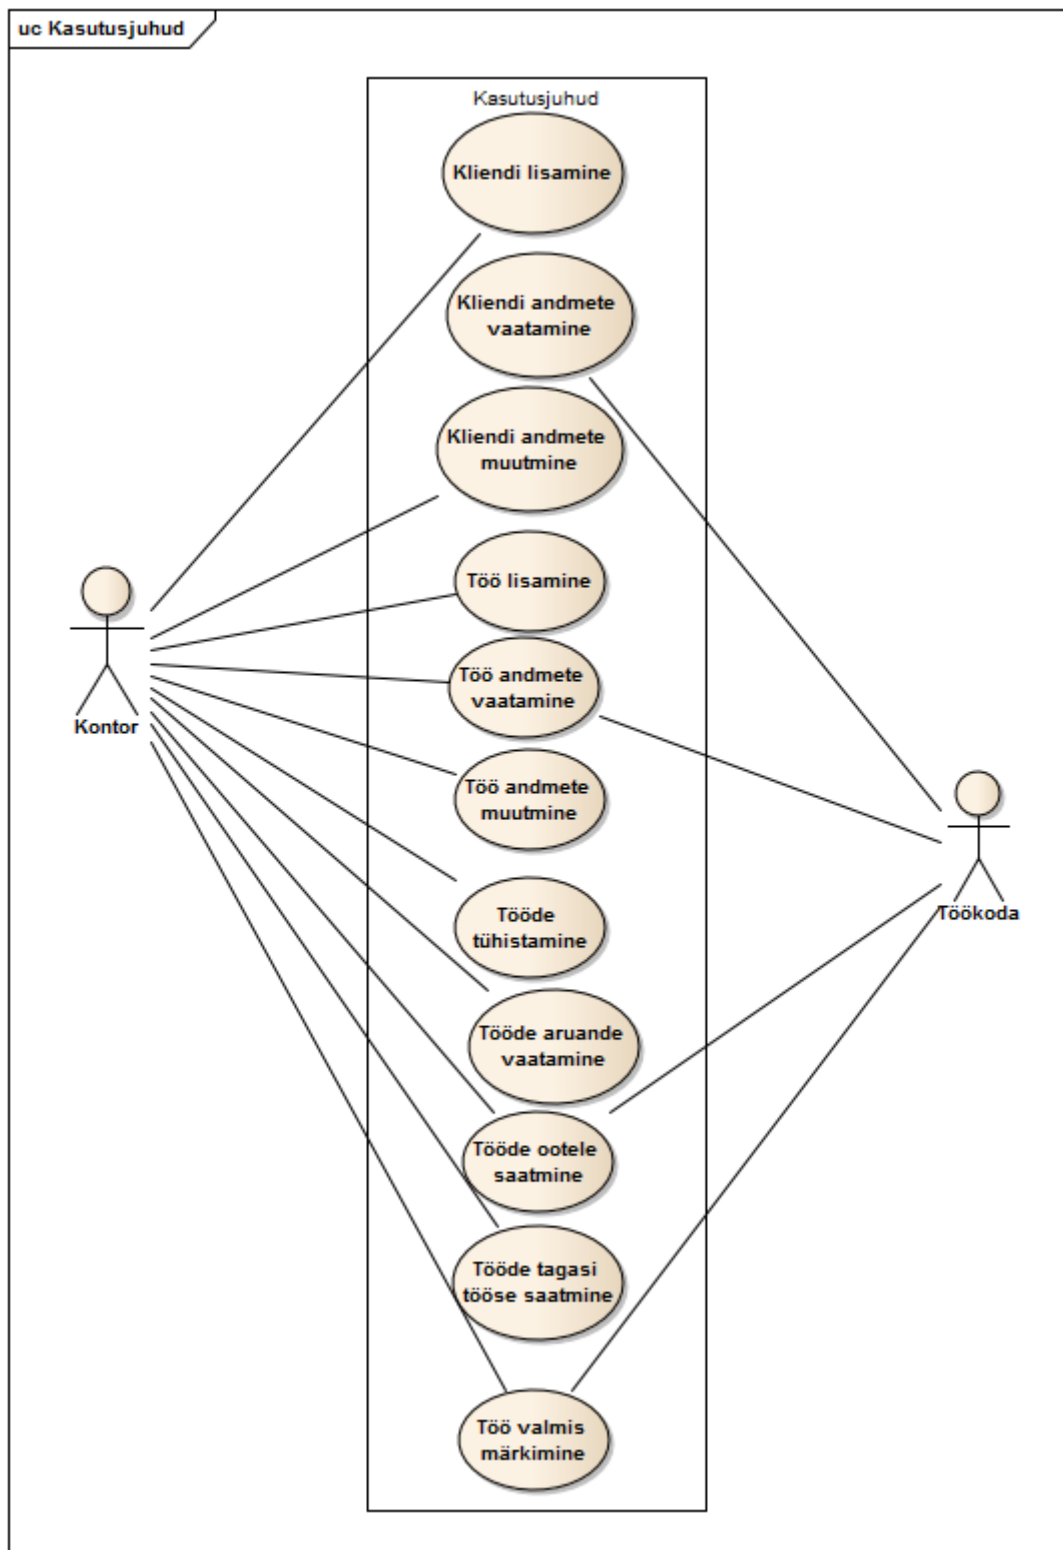 uc Kasutusjuhud
Kasutusjuhud
Kliendi lisamine
Kliendi andmete
vaatamine
Kliendi andmete
muutmine
Töö lisamine
Töö andmete
vaatamine
Kontor
Töö andmete
muutmine
Tööde
tühistamine
Töökoda
Tööde aruande
vaatamine
Tööde ootele
saatmine
Tööde tagasi
tööse saatmine
Töö valmis
märkimine